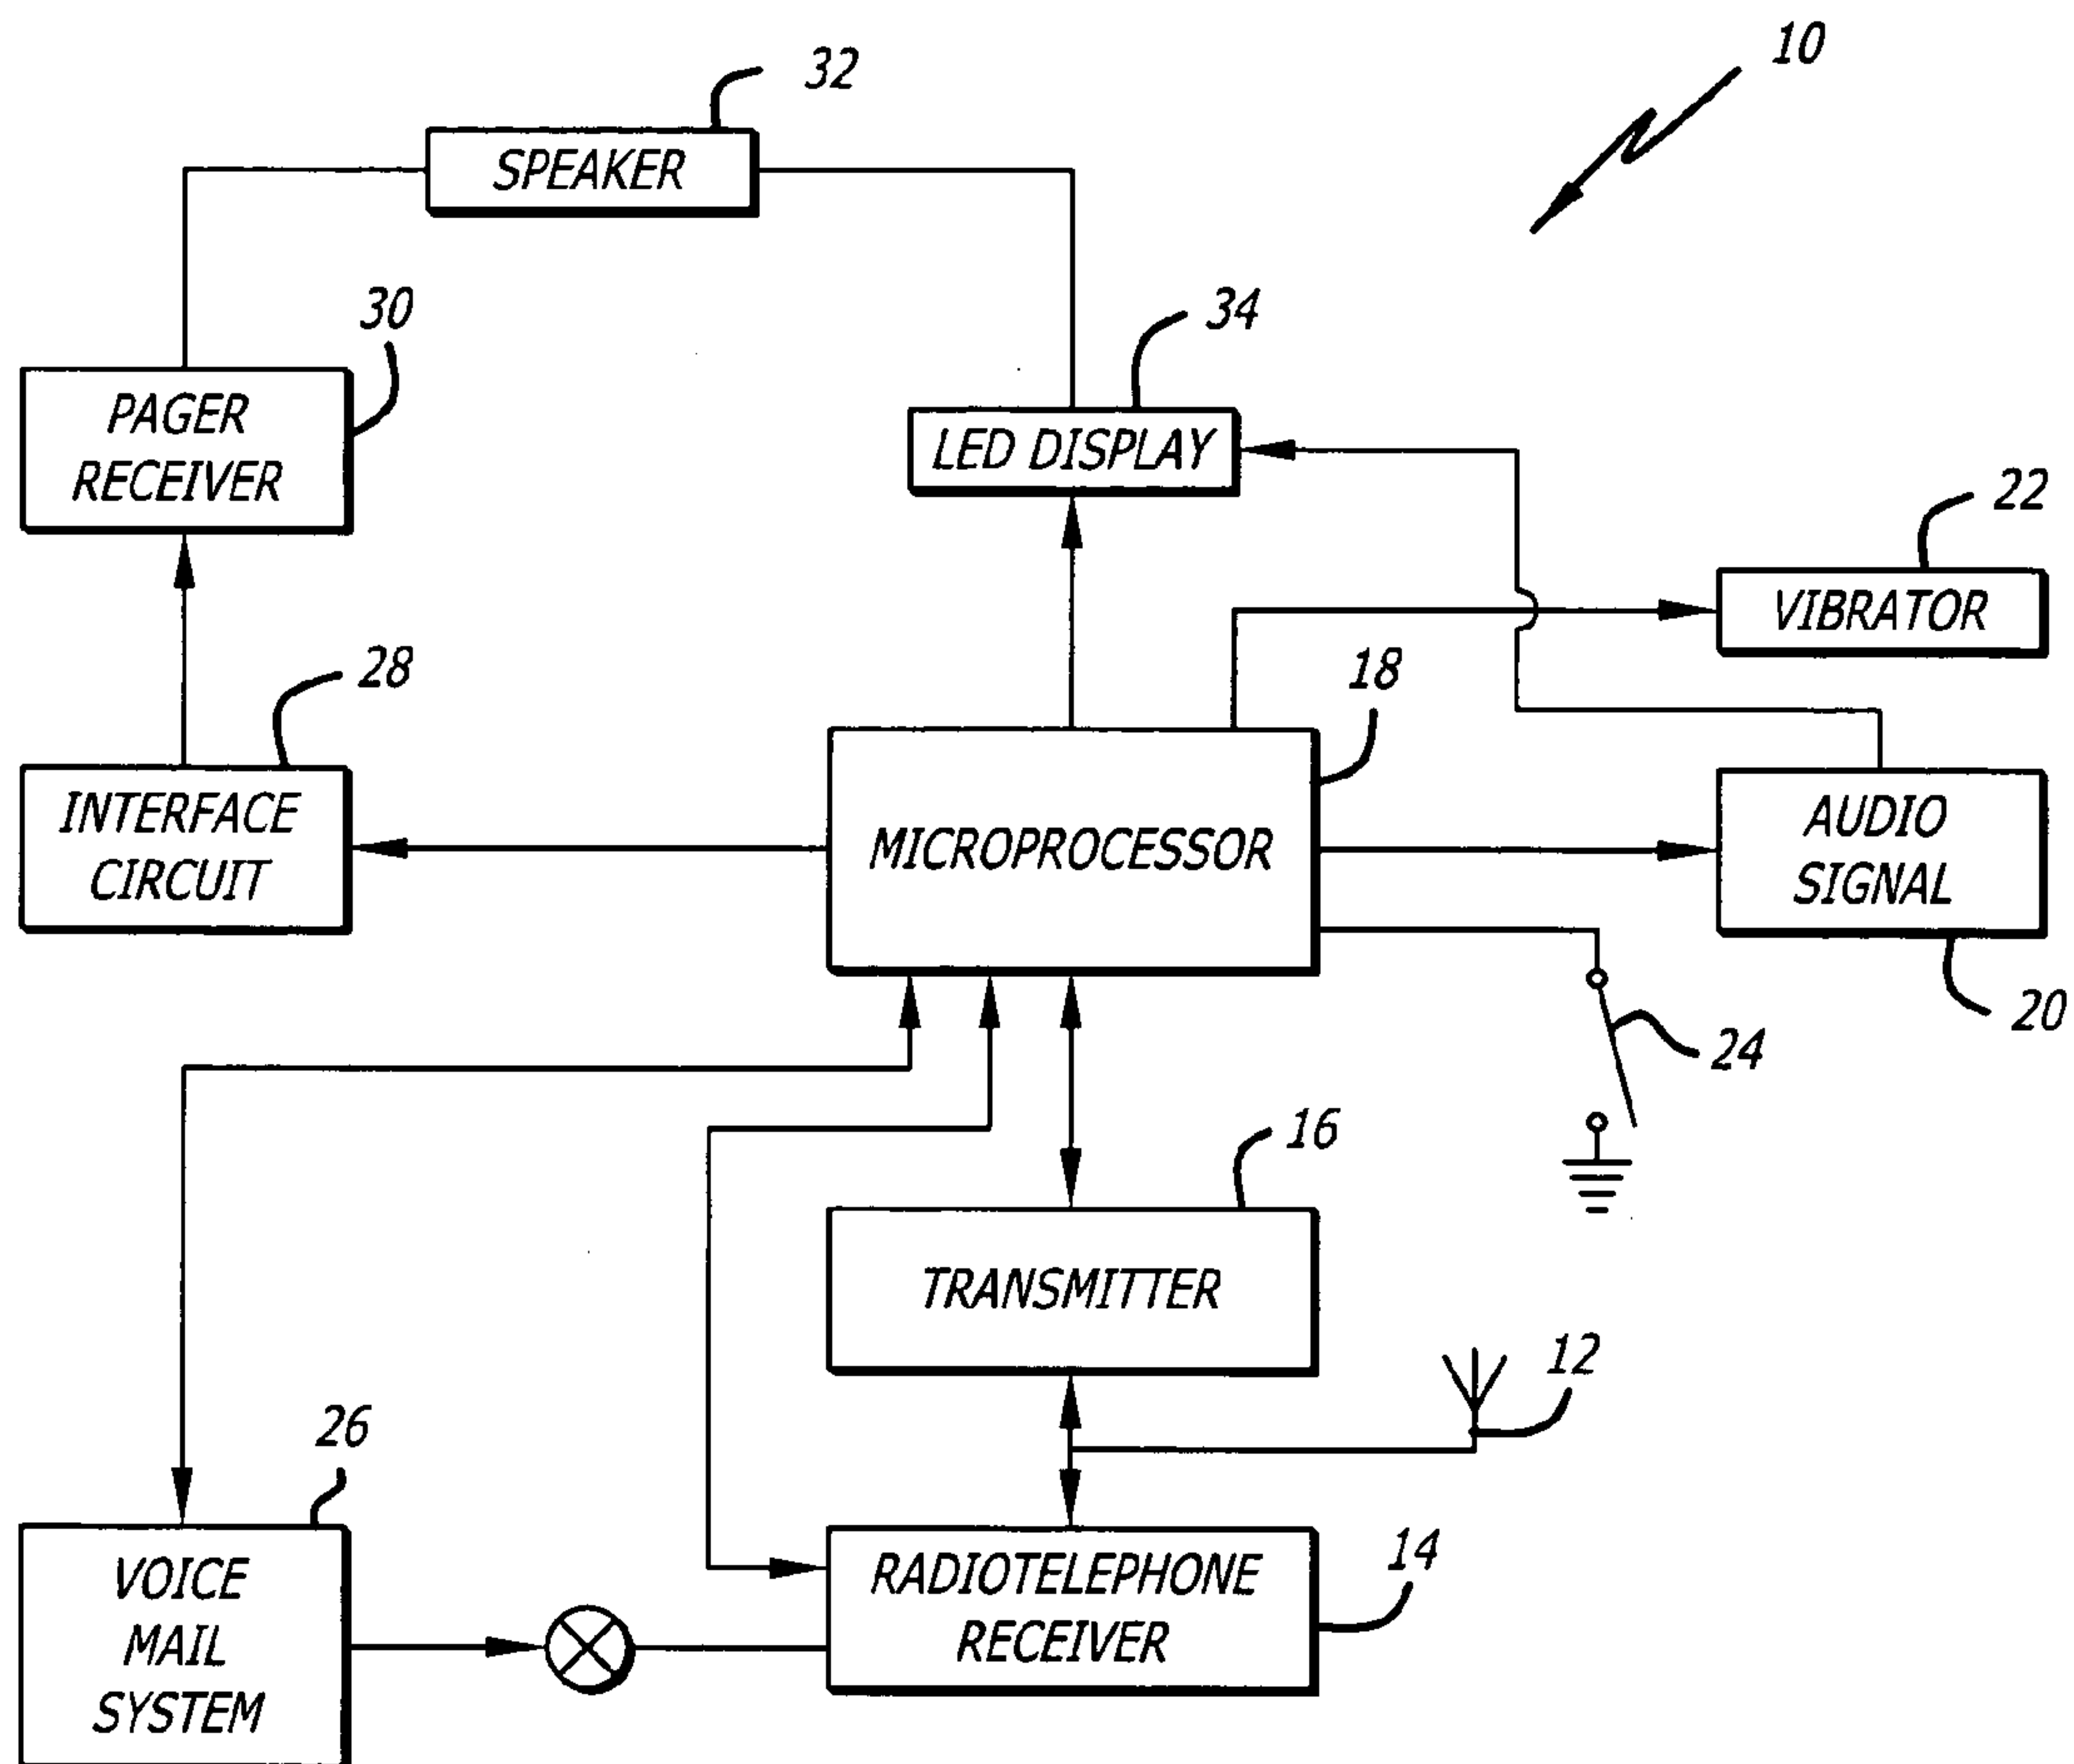 10
32
SPEAKER
30
34
PAGER
RECEIVER
LED DISPLAY
22
VIBRATOR
28
18
INTERFACE
CIRCUIT
MICROPROCESSOR
AUDIO
SIGNAL
20
24
16
TRANSMITTER
12
26
14
VOICE
MAIL
SYSTEM
RADIOTELEPHONE
RECEIVER